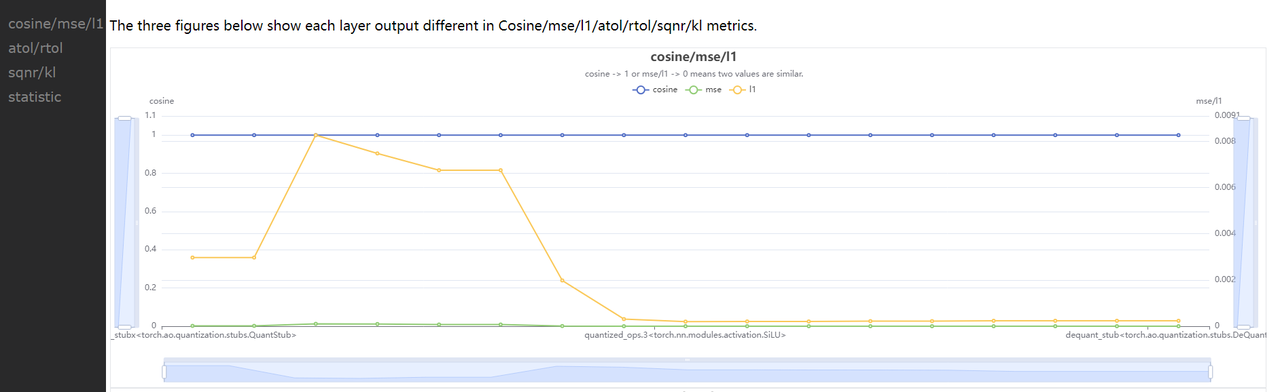 cosine/mse/l1
atol/rtol
sqnr/kl
statistic
The three figures below show each layer output different in Cosine/mse/l1/atol/rtol/sqnr/kl metrics.
cosine/mse/l1
cosine -> 1 or mse/l1 -> 0 means two values are similar.
cosine mse l1
cosine
mse/l1
1.1
1
0.8
0.6
0.4
0.2
0
0.0091
0.008
0.006
0.004
0.002
0
_stubx<torch.ao.quantization.stubs.QuantStub>
quantized_ops.3<torch.nn.modules.activation.SiLU>
dequant_stub<torch.ao.quantization.stubs.DeQuant